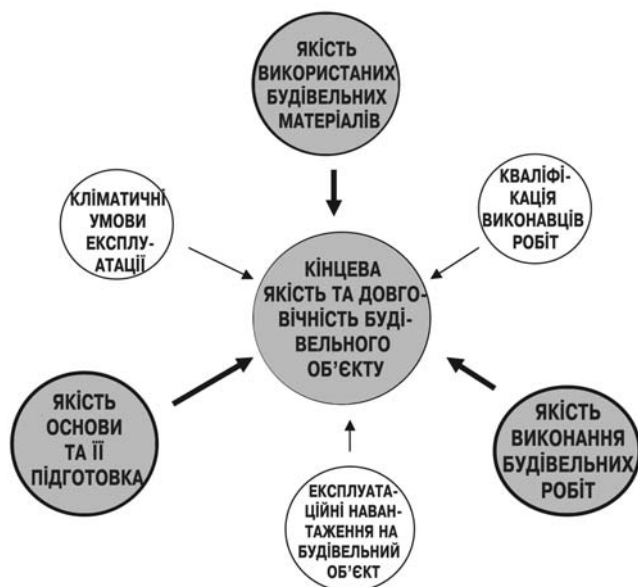 ЯКІСТЬ
ВИКОРИСТАНИХ
БУДІВЕЛЬНИХ
МАТЕРІАЛІВ
КЛІМАТИЧНІ
УМОВИ
ЕКСПЛУ-
АТАЦІЇ
КВАЛІФІ-
КАЦІЯ
ВИКОНАВЦІВ
РОБІТ
КІНЦЕВА
ЯКІСТЬ ТА ДОВГО-
ВІЧНІСТЬ БУДІ-
ВЕЛЬНОГО
ОБ’ЄКТУ
ЯКІСТЬ
ОСНОВИ
ТА ЇЇ
ПІДГОТОВКА
ЯКІСТЬ
ВИКОНАННЯ
БУДІВЕЛЬНИХ
РОБІТ
ЕКСПЛУАТА-
ЦІЙНІ НАВАН-
ТАЖЕННЯ НА
БУДІВЕЛЬНИЙ
ОБ’ЄКТ